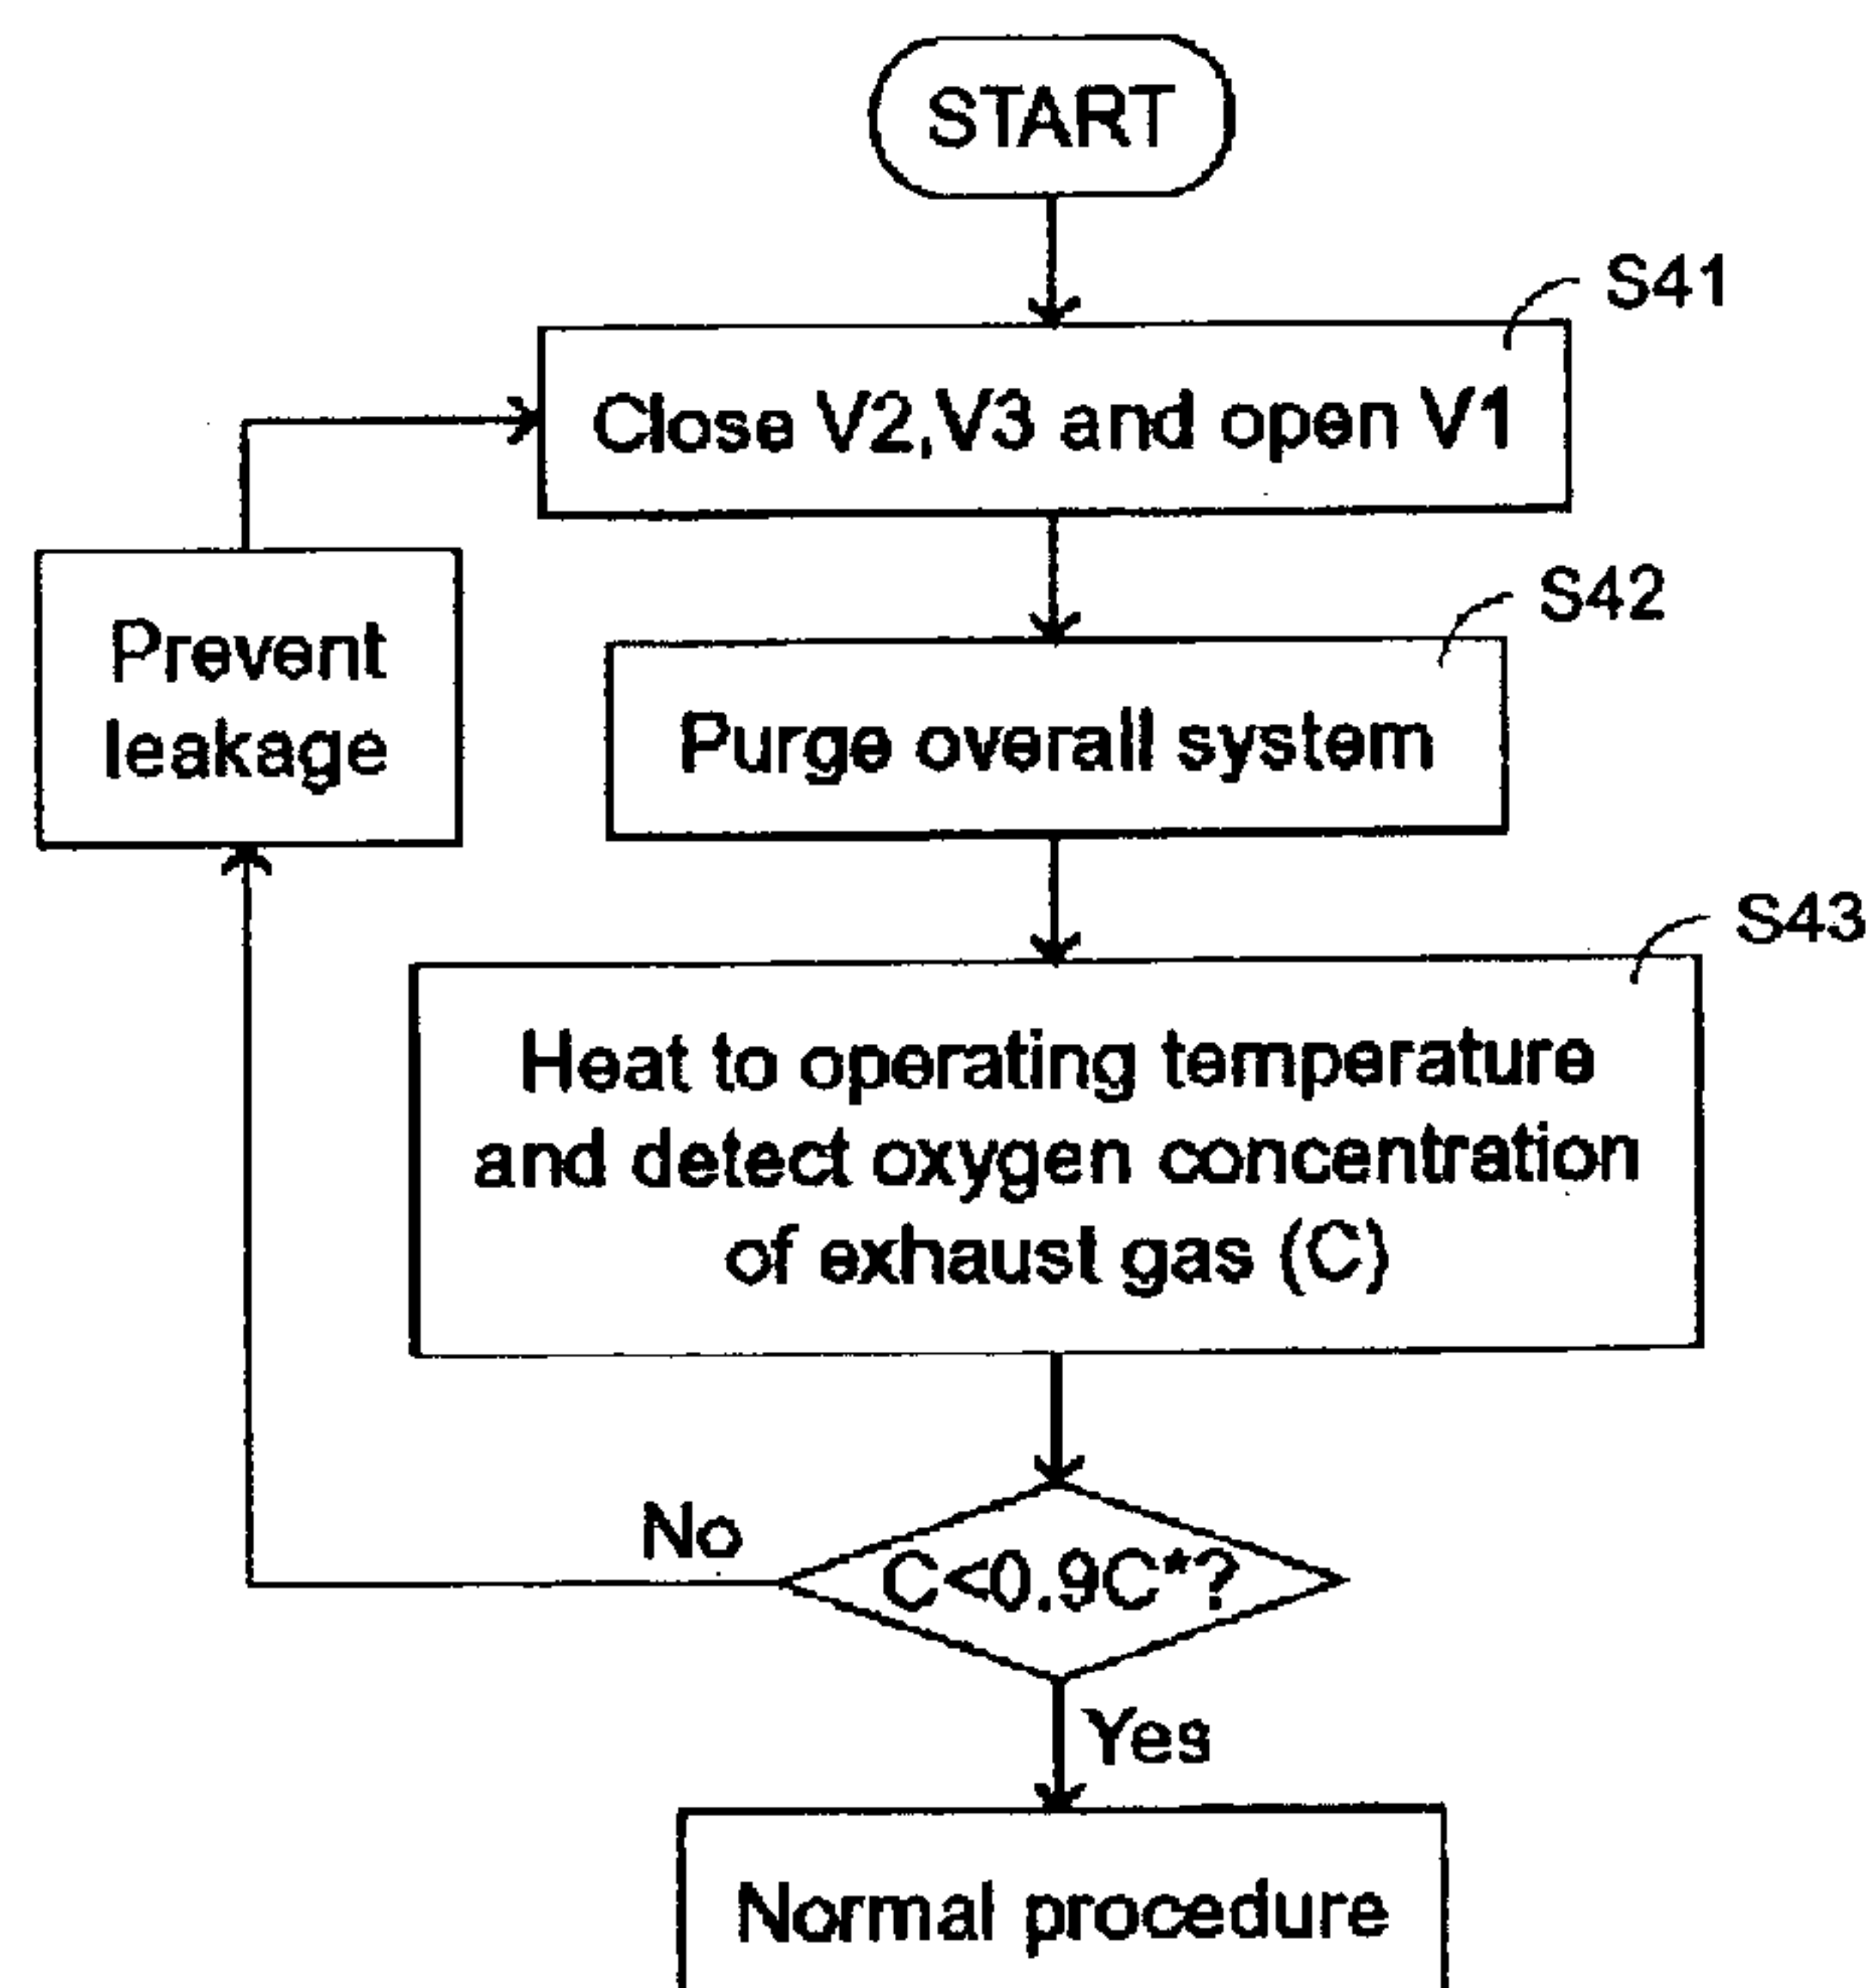 START
S41
Close V2,V3 and open V1
S42
Prevent
leakage
Purge overall system
S43
Heat to operating temperature
and detect oxygen concentration
of exhaust gas (C)
No
C<0.9C*?
Yes
Normal procedure